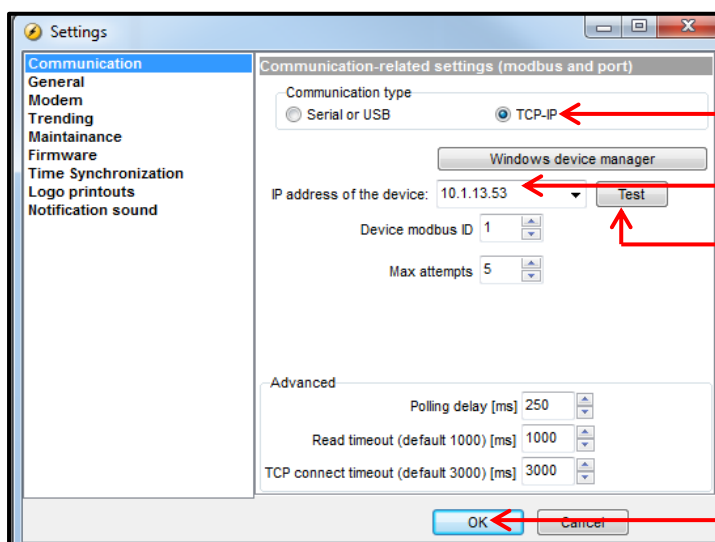 Settings
Communication
General
Modem
Trending
Maintainance
Firmware
Time Synchronization
Logo printouts
Notification sound
Communication-related settings (modbus and port)
Communication type
Serial or USB TCP-IP
Windows device manager
IP address of the device: 10.1.13.53 Test
Device modbus ID 1
Max attempts 5
Advanced
Polling delay [ms] 250
Read timeout (default 1000) [ms] 1000
TCP connect timeout (default 3000) [ms] 3000
OK Cancel